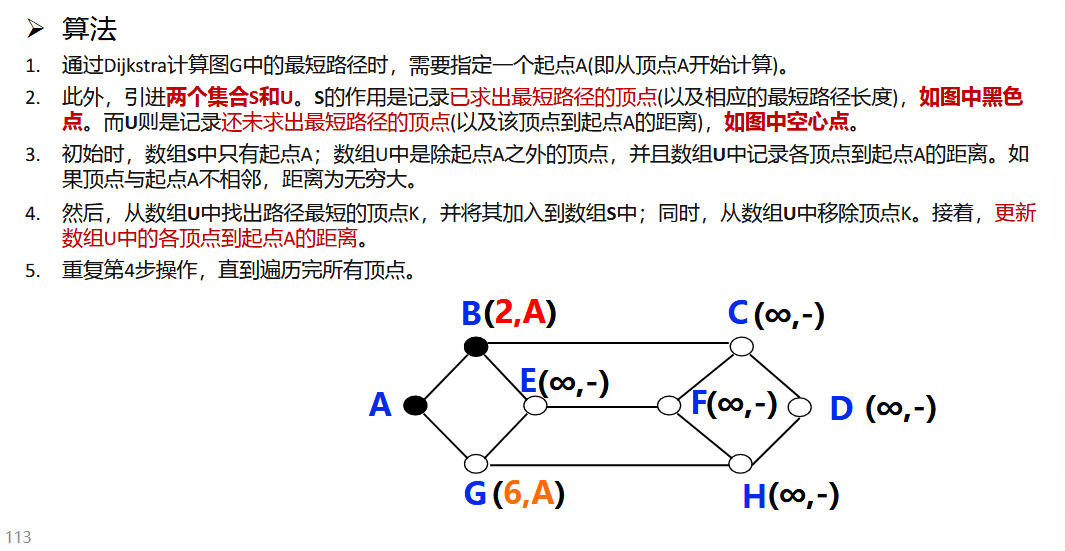 ➢ 算法
1. 通过Dijkstra计算图G中的最短路径时，需要指定一个起点A(即从顶点A开始计算)。
2. 此外，引进两个集合S和U。S的作用是记录已求出最短路径的顶点(以及相应的最短路径长度)，如图中黑色
点。而U则是记录还未求出最短路径的顶点(以及该顶点到起点A的距离)，如图中空心点。
3. 初始时，数组S中只有起点A；数组U中是除起点A之外的顶点，并且数组U中记录各顶点到起点A的距离。如
果顶点与起点A不相邻，距离为无穷大。
4. 然后，从数组U中找出路径最短的顶点K，并将其加入到数组S中；同时，从数组U中移除顶点K。接着，更新
数组U中的各顶点到起点A的距离。
5. 重复第4步操作，直到遍历完所有顶点。
B(2,A)
C(∞,-)
E(∞,-)
A
F(∞,-)
D (∞,-)
G(6,A)
H(∞,-)
113